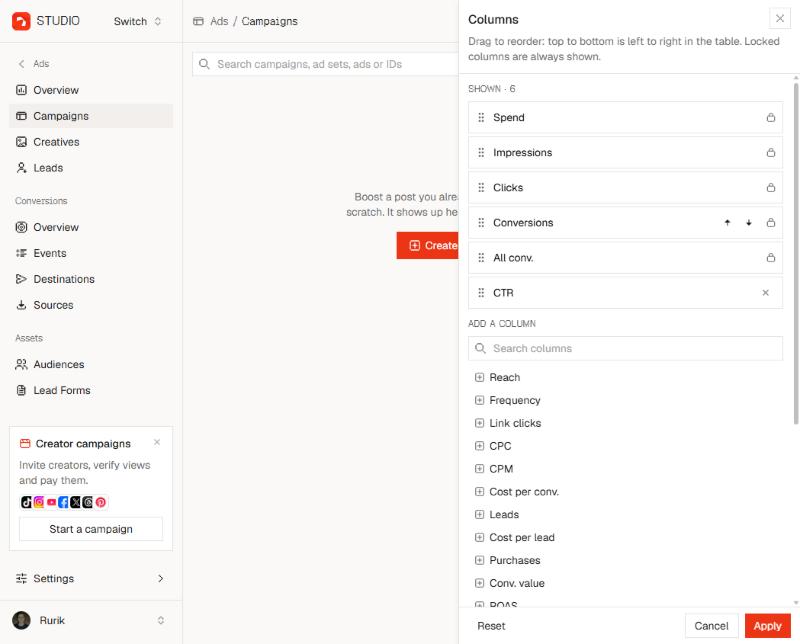 STUDIO
Switch
Ads
Overview
Campaigns
Creatives
Leads
Conversions
Overview
Events
Destinations
Sources
Assets
Audiences
Lead Forms
Creator campaigns
Invite creators, verify views
and pay them.
Start a campaign
Settings
Rurik
Ads / Campaigns
Search campaigns, ad sets, ads or IDs
Boost a post you
scratch. It shows up
Create
Columns
Drag to reorder: top to bottom is left to right in the table. Locked
columns are always shown.
SHOWN · 6
Spend
Impressions
Clicks
Conversions
All conv.
CTR
ADD A COLUMN
Search columns
Reach
Frequency
Link clicks
CPC
CPM
Cost per conv.
Leads
Cost per lead
Purchases
Conv. value
ROAS
Reset
Cancel
Apply